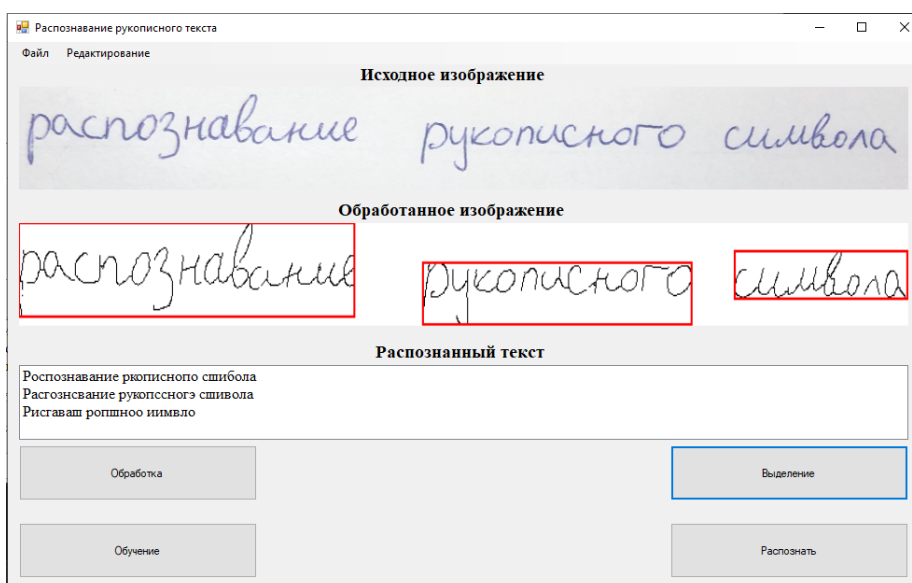 Распознавание рукописного текста
Файл Редактирование
Исходное изображение
распознавание рукописного символа
Обработанное изображение
распознавание рукописного символа
Распознанный текст
Роспознавание ркописнопо сшибола
Растознсвание рукопссногэ сшивола
Рисгаваш ропшноо иимвло
Обработка Выделение
Обучение Распознать